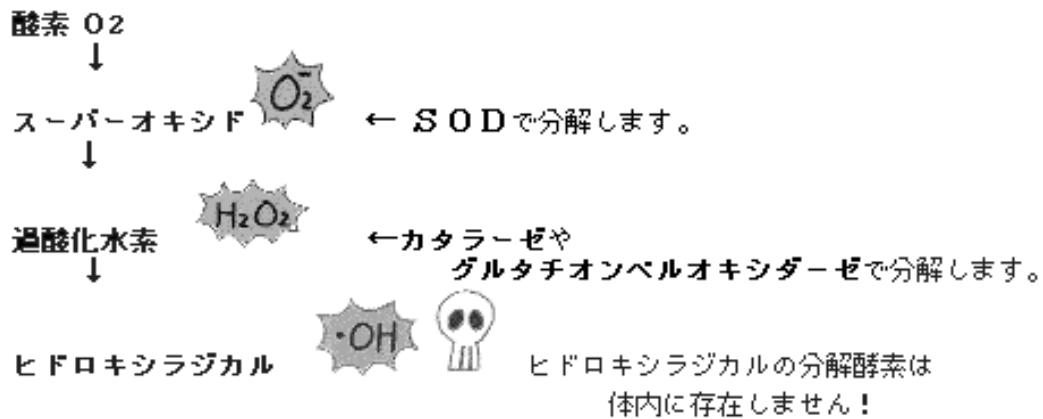 酸素 O2
↓
スーパーオキシド O₂⁻ ← SODで分解します。
↓
過酸化水素 H₂O₂ ←カタラーゼや
グルタチオンペルオキシダーゼで分解します。
↓
ヒドロキシラジカル ・OH ヒドロキシラジカルの分解酵素は
体内に存在しません!